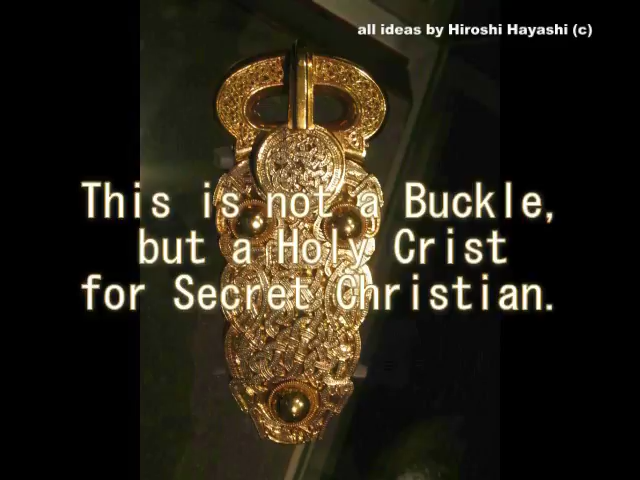 all ideas by Hiroshi Hayashi (c)
This is not a Buckle,
but a Holy Crist
for Secret Christian.